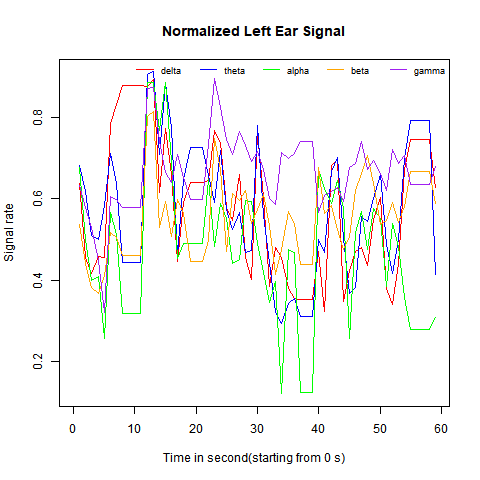 Normalized Left Ear Signal
delta theta alpha beta gamma
Signal rate
0.2 0.4 0.6 0.8
0 10 20 30 40 50 60
Time in second(starting from 0 s)